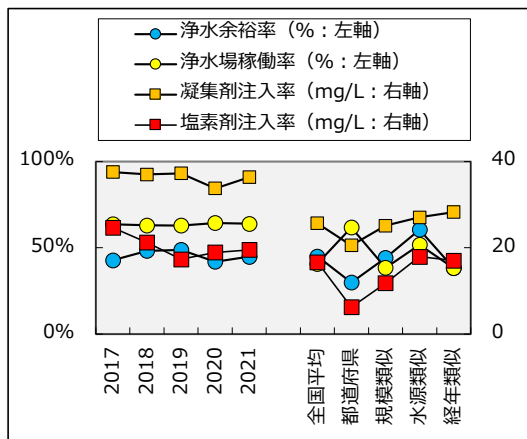 浄水余裕率（%：左軸）
浄水場稼働率（%：左軸）
凝集剤注入率（mg/L：右軸）
塩素剤注入率（mg/L：右軸）
100%
40
50%
20
0%
0
2017
2018
2019
2020
2021
全国平均
都道府県
規模類似
水源類似
経年類似